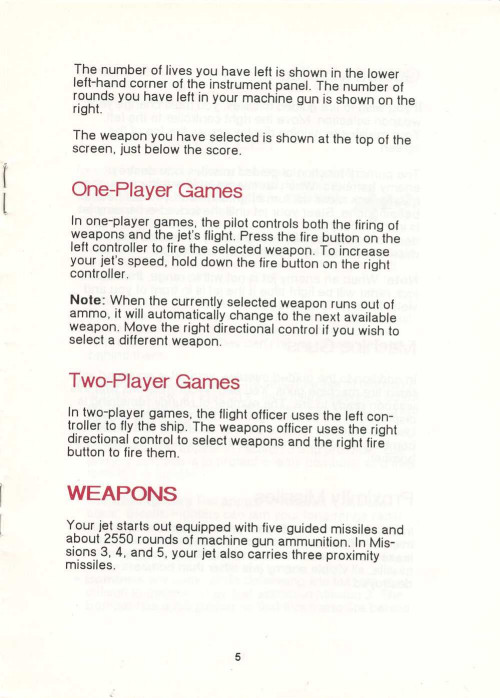 The number of lives you have left is shown in the lower
left-hand corner of the instrument panel. The number of
rounds you have left in your machine gun is shown on the
right.
The weapon you have selected is shown at the top of the
screen, just below the score.
One-Player Games
In one-player games, the pilot controls both the firing of
weapons and the jet's flight. Press the fire button on the
left controller to fire the selected weapon. To increase
your jet's speed, hold down the fire button on the right
controller.
Note: When the currently selected weapon runs out of
ammo, it will automatically change to the next available
weapon. Move the right directional control if you wish to
select a different weapon.
Two-Player Games
In two-player games, the flight officer uses the left con-
troller to fly the ship. The weapons officer uses the right
directional control to select weapons and the right fire
button to fire them.
WEAPONS
Your jet starts out equipped with five guided missiles and
about 2550 rounds of machine gun ammunition. In Mis-
sions 3, 4, and 5, your jet also carries three proximity
missiles.
5